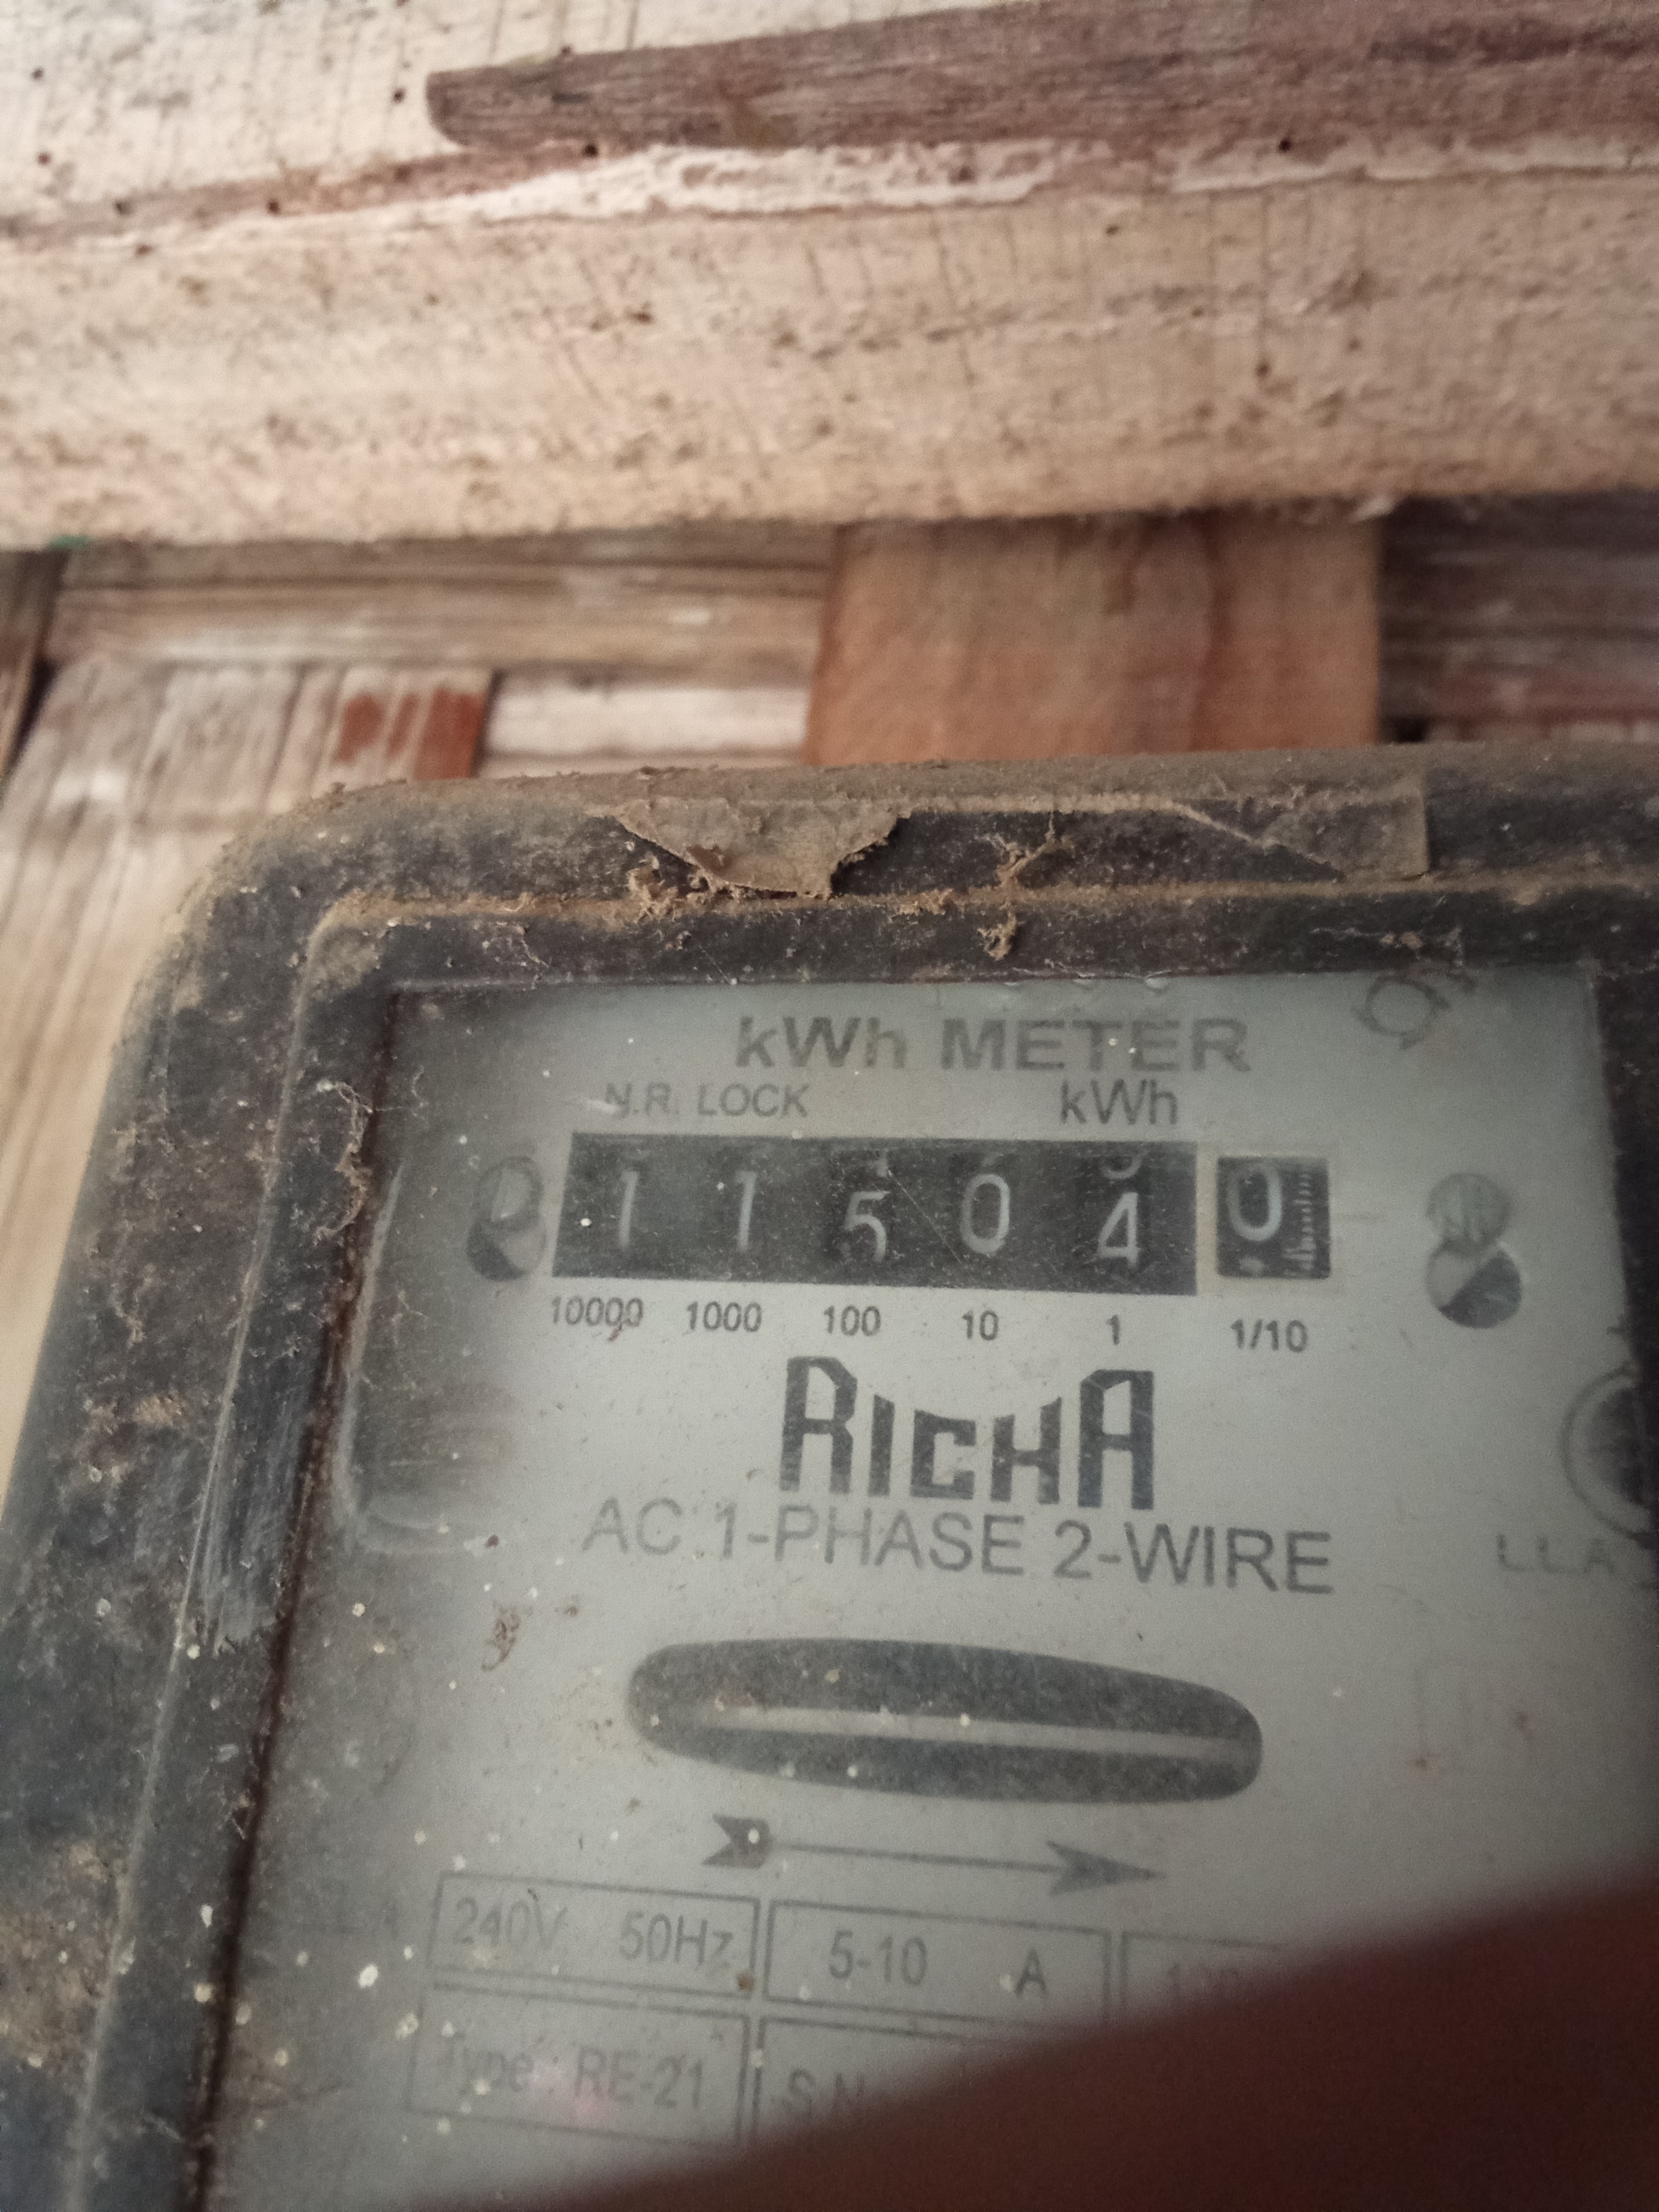 kWh METER
N.R. LOCK kWh
1 1 5 0 4 0
10000 1000 100 10 1 1/10
RICHA
AC 1-PHASE 2-WIRE
240V 50Hz 5-10 A
Type: RE-21 S.N